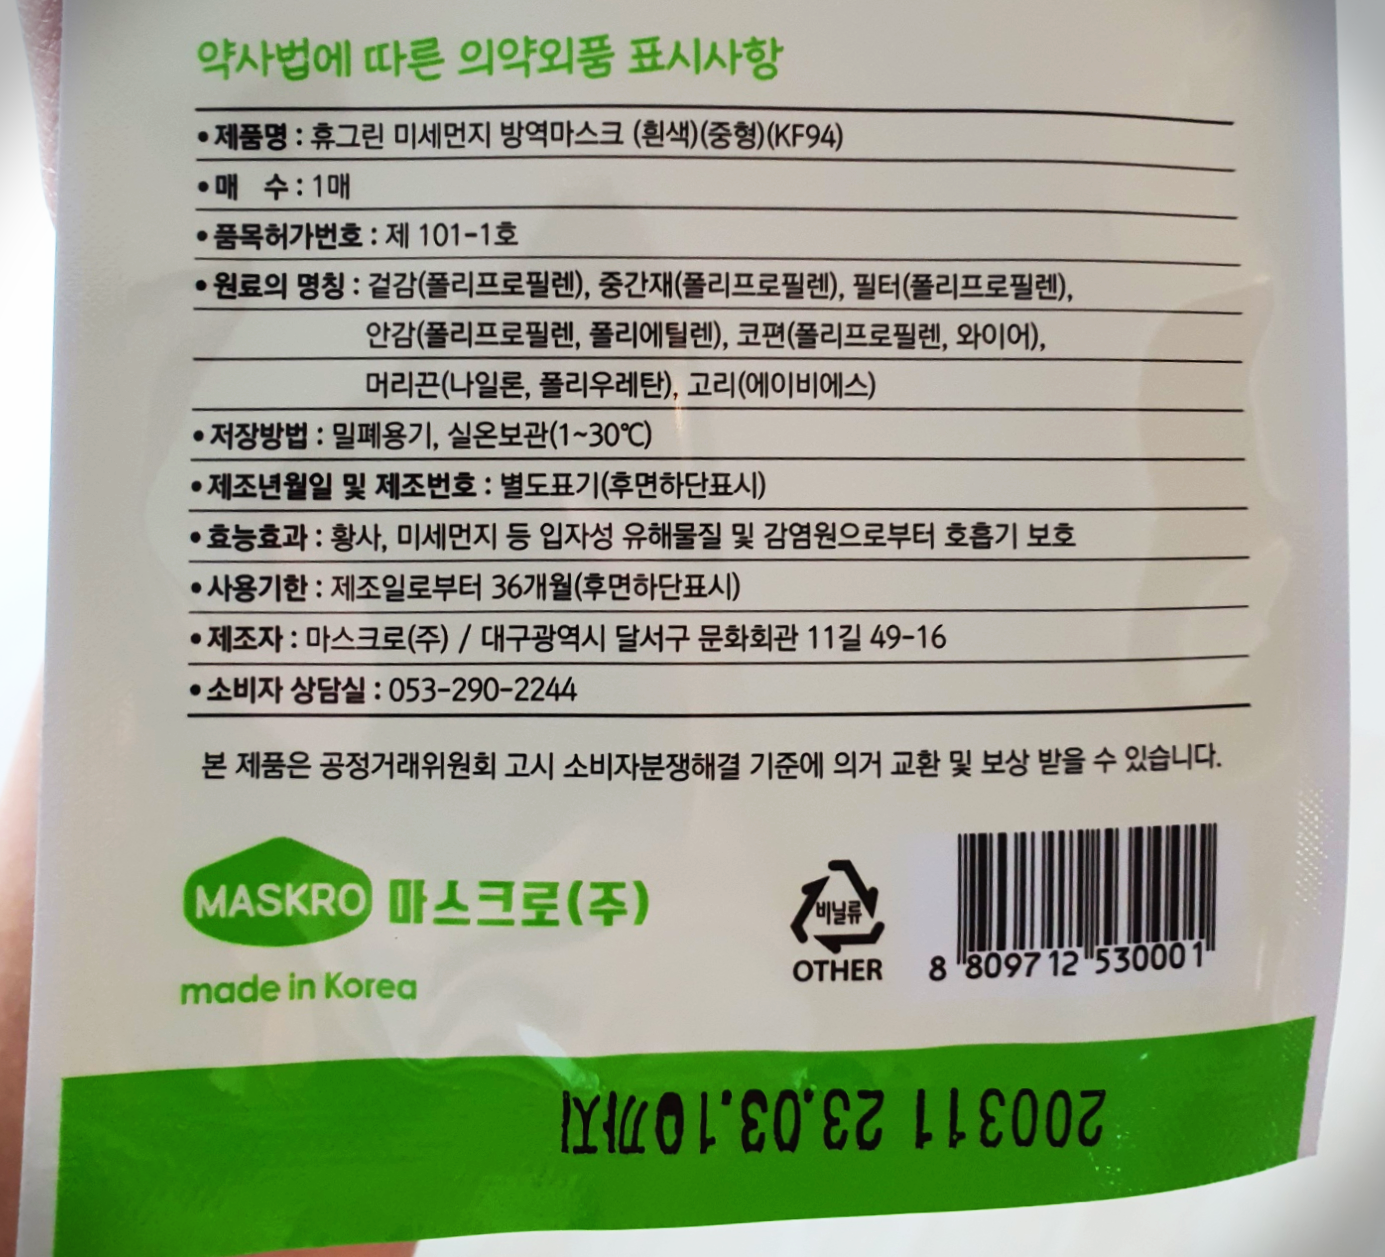 약사법에 따른 의약외품 표시사항
• 제품명 : 휴그린 미세먼지 방역마스크 (흰색)(중형)(KF94)
• 매 수 : 1매
• 품목허가번호 : 제 101-1호
• 원료의 명칭 : 겉감(폴리프로필렌), 중간재(폴리프로필렌), 필터(폴리프로필렌),
안감(폴리프로필렌, 폴리에틸렌), 코편(폴리프로필렌, 와이어),
머리끈(나일론, 폴리우레탄), 고리(에이비에스)
• 저장방법 : 밀폐용기, 실온보관(1~30℃)
• 제조년월일 및 제조번호 : 별도표기(후면하단표시)
• 효능효과 : 황사, 미세먼지 등 입자성 유해물질 및 감염원으로부터 호흡기 보호
• 사용기한 : 제조일로부터 36개월(후면하단표시)
• 제조자 : 마스크로(주) / 대구광역시 달서구 문화회관 11길 49-16
• 소비자 상담실 : 053-290-2244
본 제품은 공정거래위원회 고시 소비자분쟁해결 기준에 의거 교환 및 보상 받을 수 있습니다.
MASKRO 마스크로(주)
made in Korea
비닐류
OTHER
8 809712 530001
200311 23.03.10까지